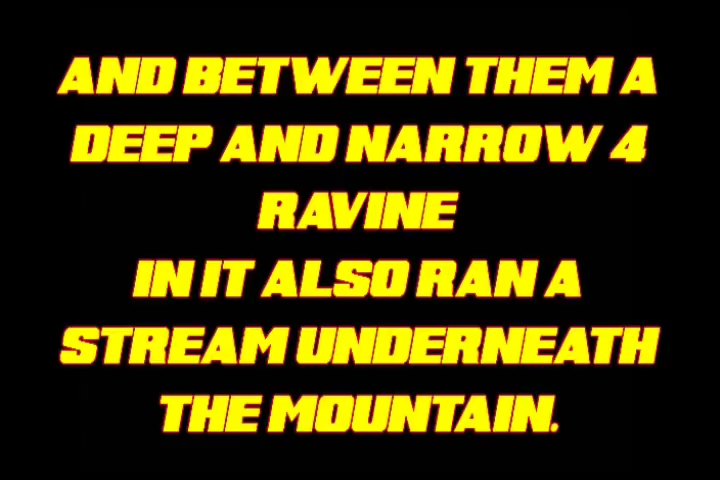 AND BETWEEN THEM A
DEEP AND NARROW 4
RAVINE
IN IT ALSO RAN A
STREAM UNDERNEATH
THE MOUNTAIN.